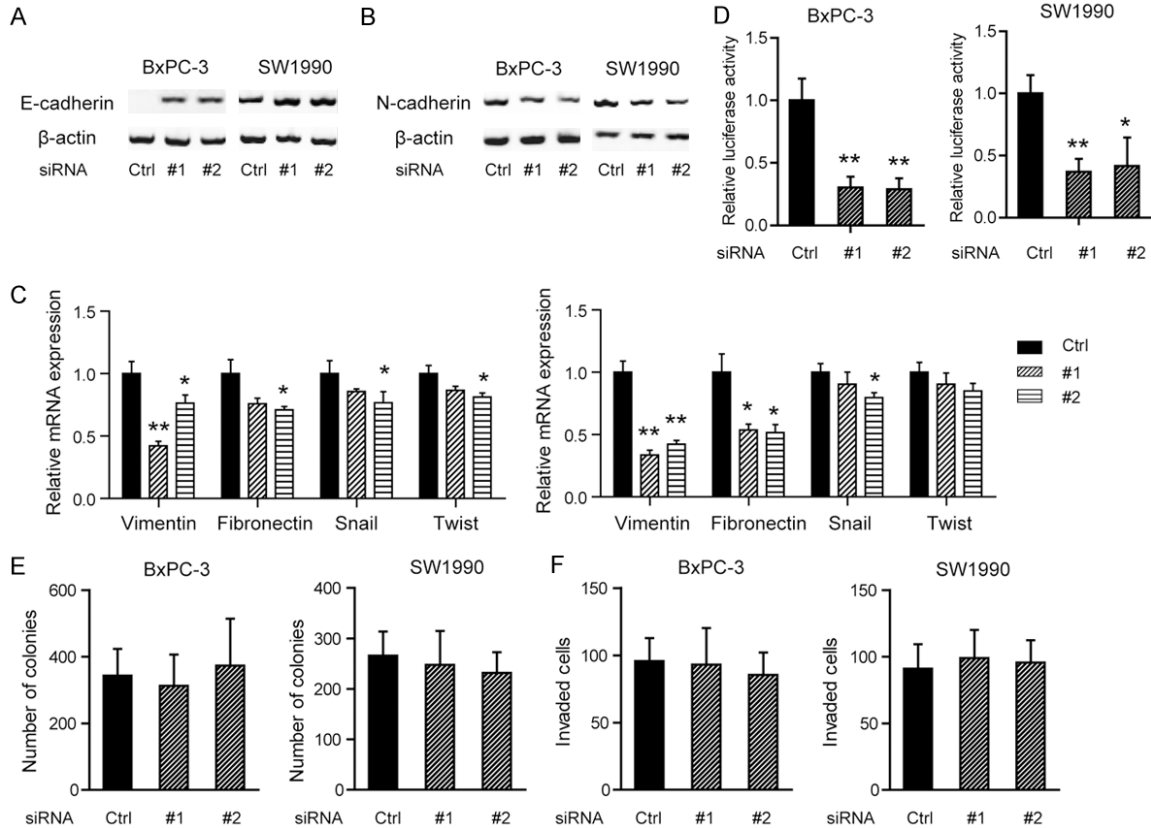 A
BxPC-3 SW1990
E-cadherin
β-actin
siRNA Ctrl #1 #2 Ctrl #1 #2
B
BxPC-3 SW1990
N-cadherin
β-actin
siRNA Ctrl #1 #2 Ctrl #1 #2
D
BxPC-3
Relative luciferase activity
1.5
1.0
0.5
0.0
** **
siRNA Ctrl #1 #2
SW1990
Relative luciferase activity
1.5
1.0
0.5
0.0
** *
siRNA Ctrl #1 #2
C
Relative mRNA expression
1.5
1.0
0.5
0.0
** * * * *
Vimentin Fibronectin Snail Twist
Relative mRNA expression
1.5
1.0
0.5
0.0
** ** * * *
Vimentin Fibronectin Snail Twist
Ctrl
#1
#2
E
BxPC-3
Number of colonies
600
400
200
0
siRNA Ctrl #1 #2
SW1990
Number of colonies
400
300
200
100
0
Ctrl #1 #2
F
BxPC-3
Invaded cells
150
100
50
0
siRNA Ctrl #1 #2
SW1990
Invaded cells
150
100
50
0
Ctrl #1 #2